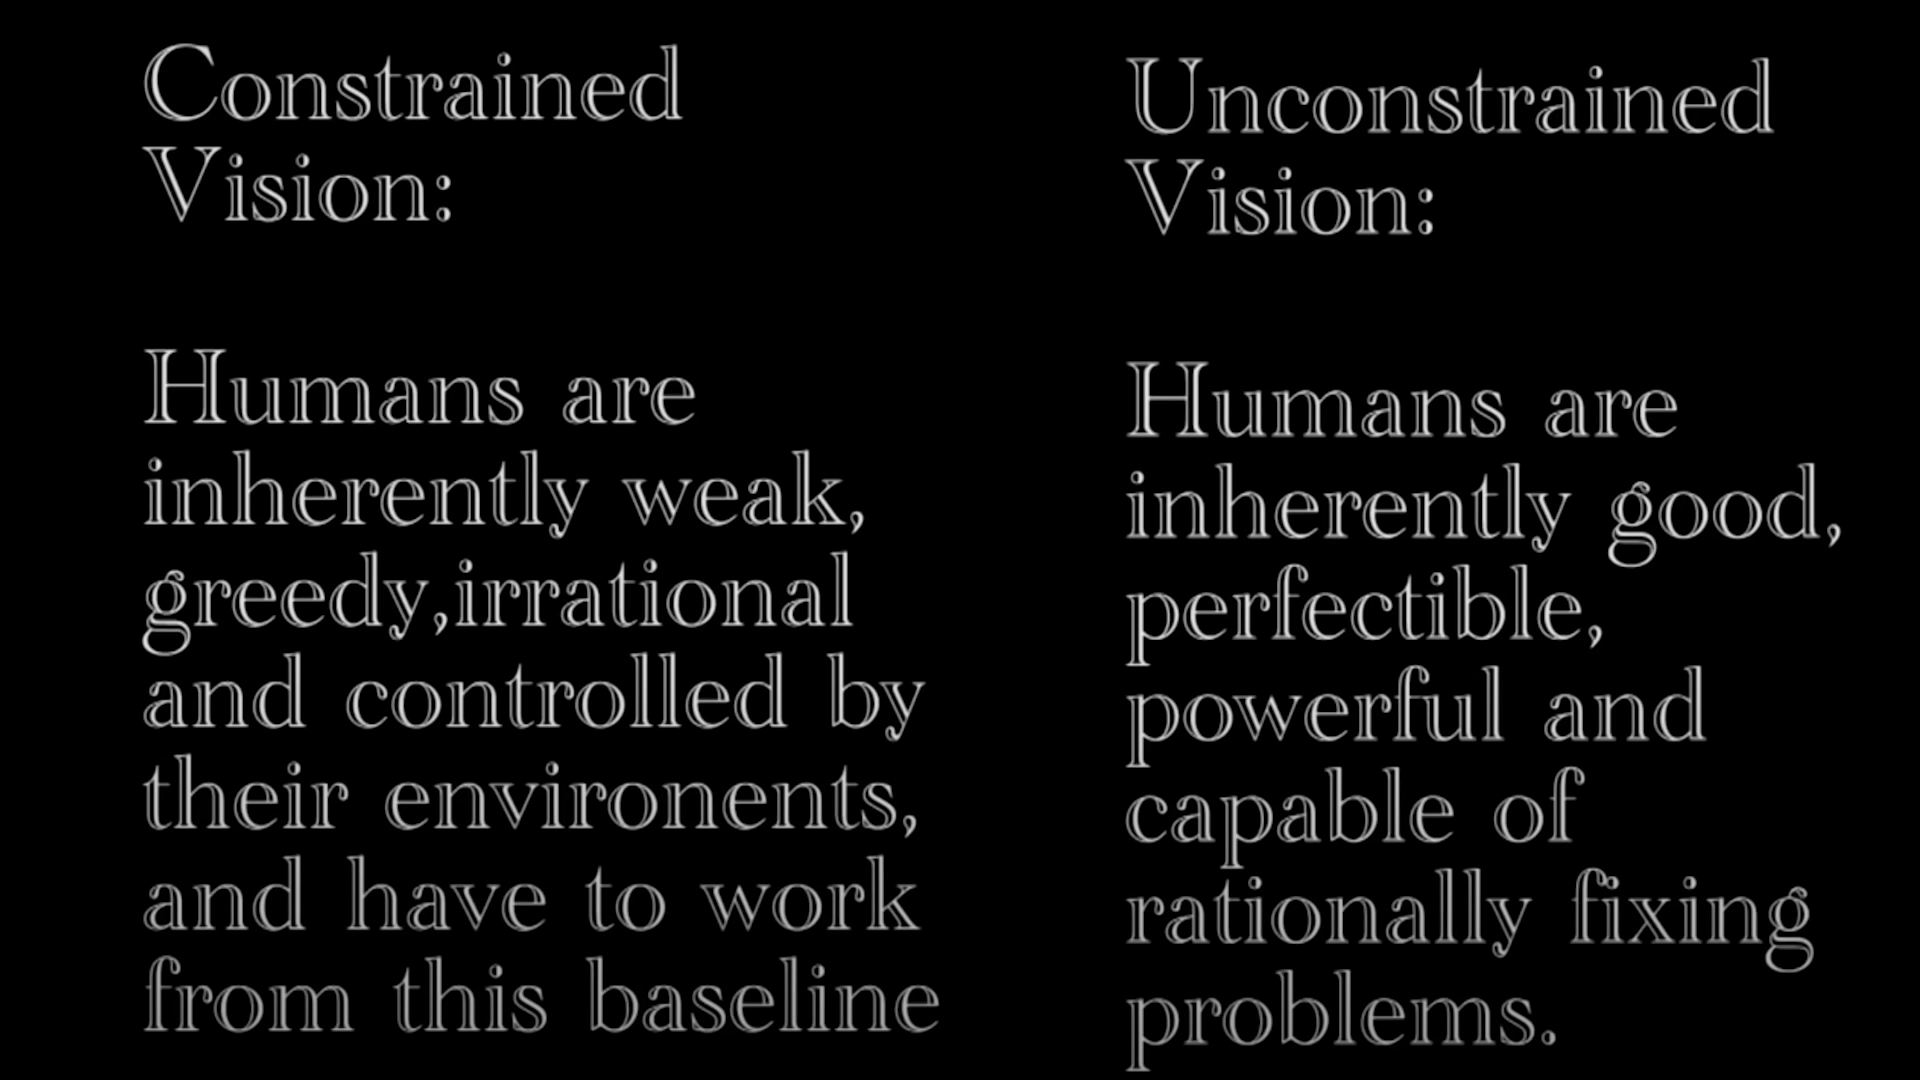 Constrained
Vision:
Humans are
inherently weak,
greedy,irrational
and controlled by
their environents,
and have to work
from this baseline
Unconstrained
Vision:
Humans are
inherently good,
perfectible,
powerful and
capable of
rationally fixing
problems.